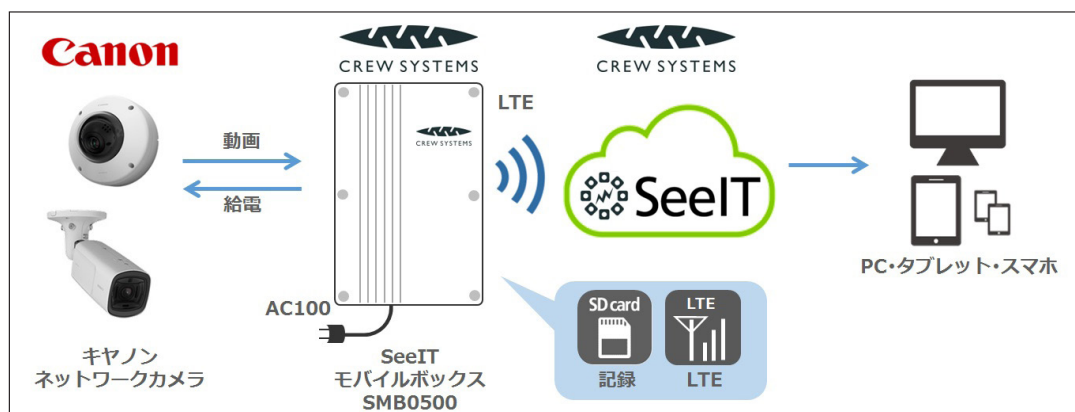 Canon
CREW SYSTEMS
CREW SYSTEMS
LTE
CREW SYSTEMS
動画
給電
SeeIT
PC・タブレット・スマホ
AC100
SD card
LTE
記録
LTE
キヤノン
ネットワークカメラ
SeeIT
モバイルボックス
SMB0500